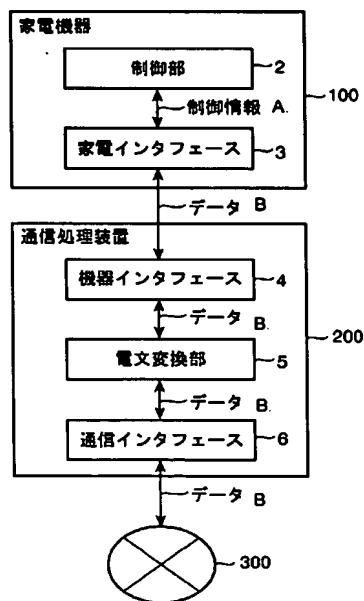 家電機器
制御部
2
制御情報 A.
100
家電インタフェース
3
データ B
通信処理装置
機器インタフェース
4
データ B.
200
電文変換部
5
データ B.
通信インタフェース
6
データ B
300